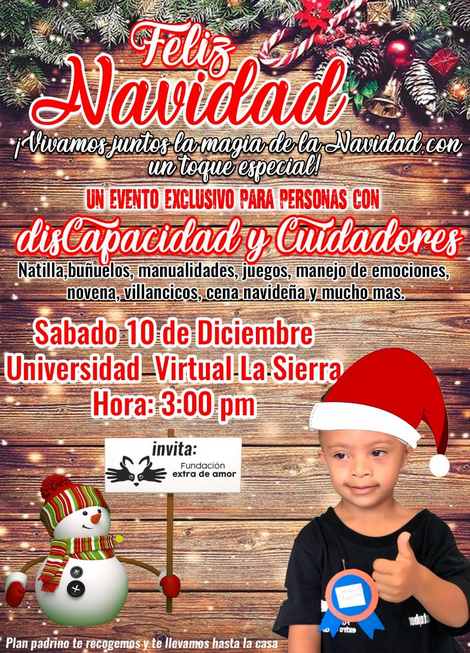 Feliz
Navidad
¡Vivamos juntos la magia de la Navidad con
un toque especial!
UN EVENTO EXCLUSIVO PARA PERSONAS CON
disCapacidad y Cuidadores
Natilla,buñuelos, manualidades, juegos, manejo de emociones,
novena, villancicos, cena navideña y mucho mas.
Sabado 10 de Diciembre
Universidad Virtual La Sierra
Hora: 3:00 pm
invita:
Fundación
extra de amor
Plan padrino te recogemos y te llevamos hasta la casa